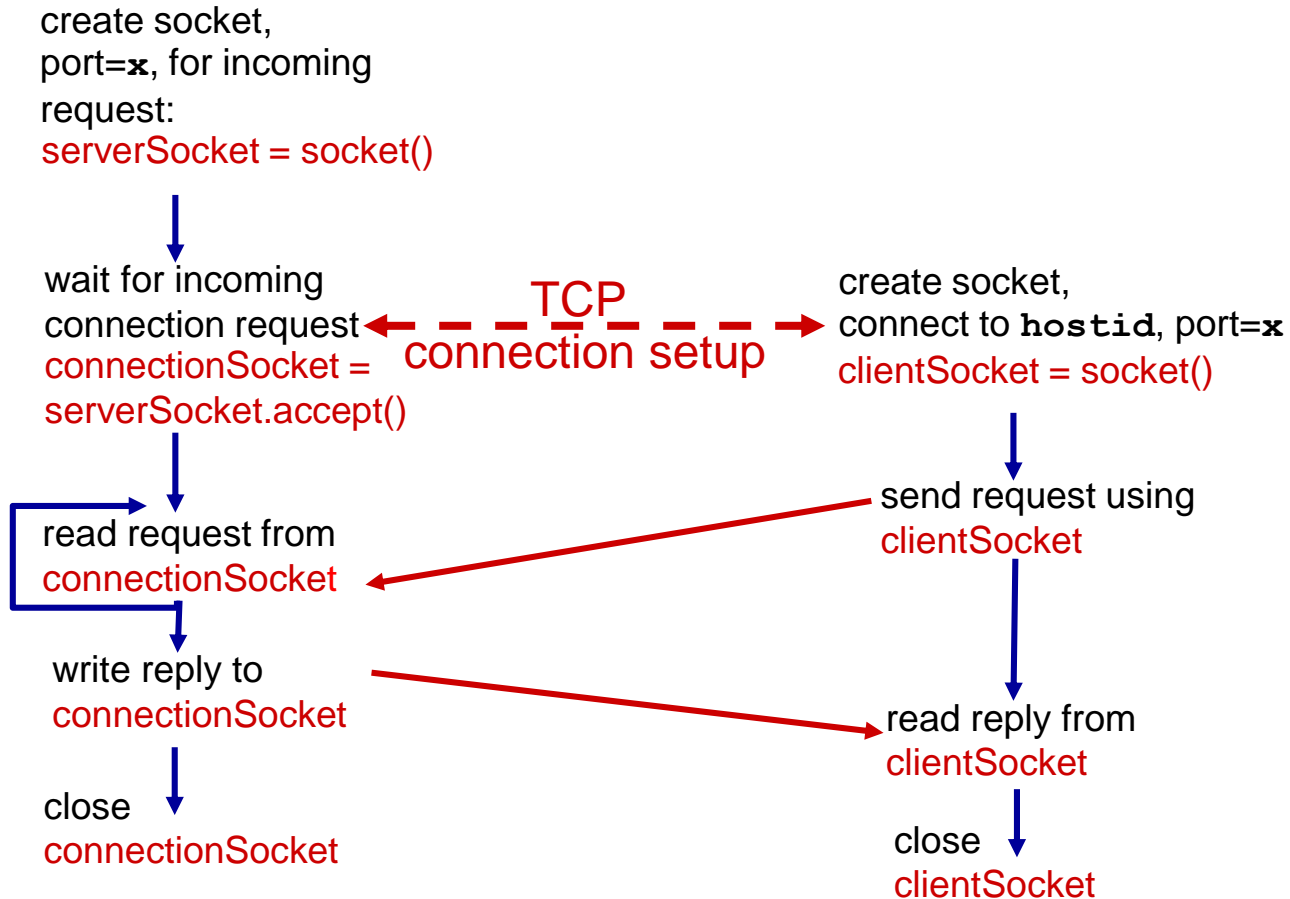 create socket,
port=x, for incoming
request:
serverSocket = socket()
wait for incoming
connection request
connectionSocket =
serverSocket.accept()
TCP
connection setup
create socket,
connect to hostid, port=x
clientSocket = socket()
read request from
connectionSocket
send request using
clientSocket
write reply to
connectionSocket
read reply from
clientSocket
close
connectionSocket
close
clientSocket